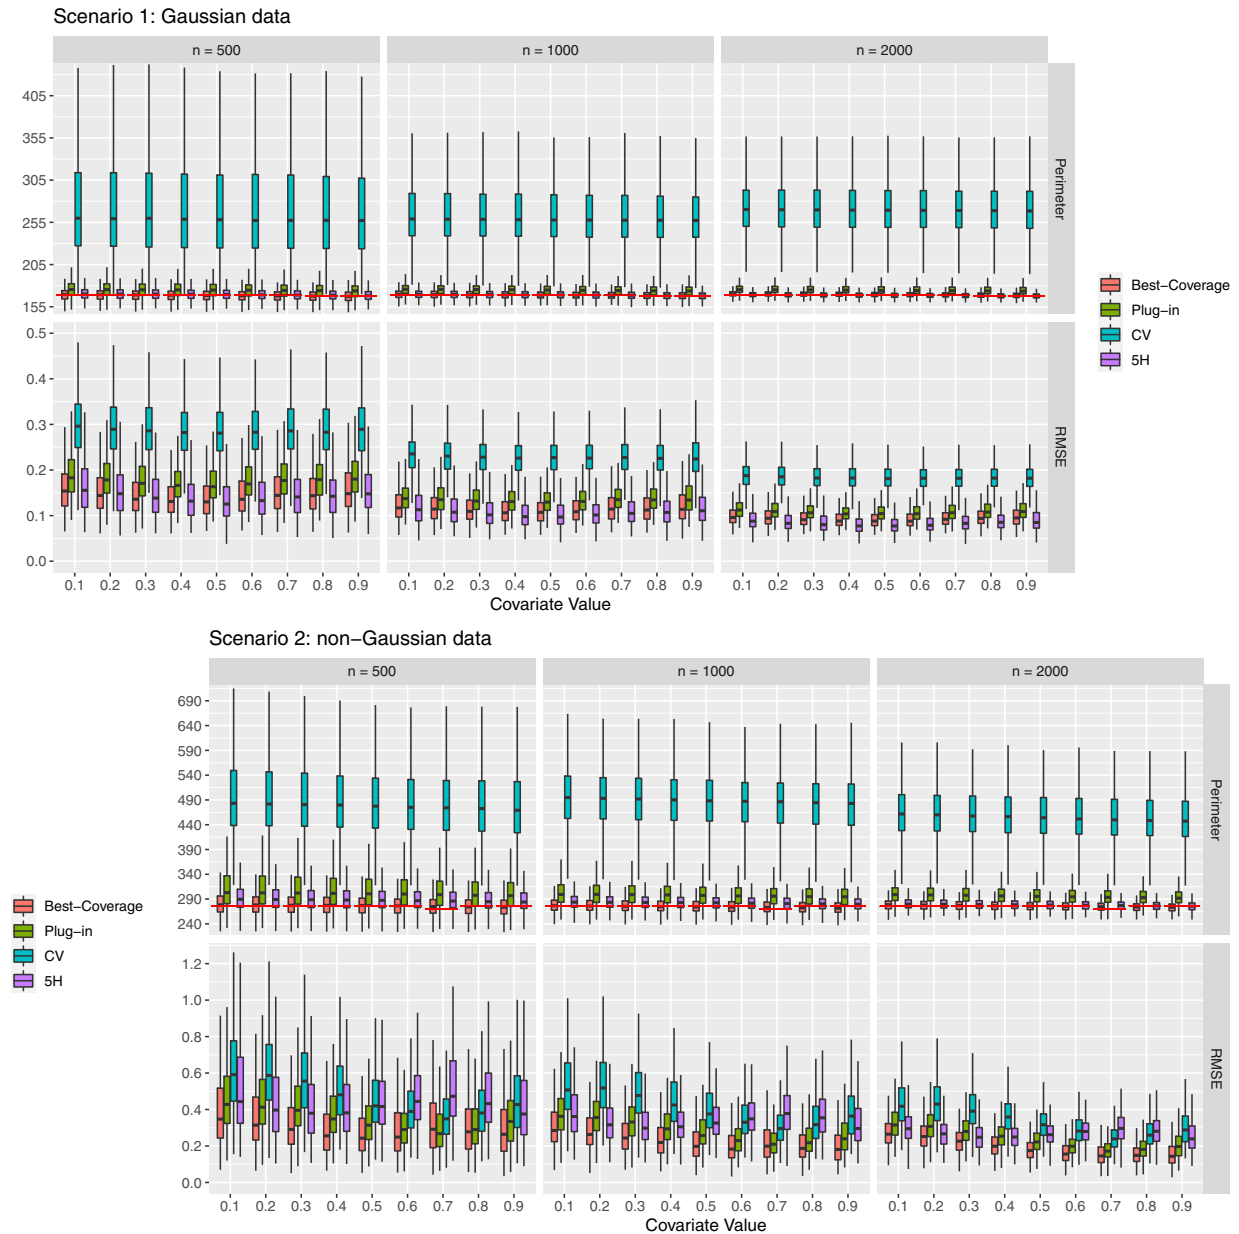 Scenario 1: Gaussian data
n = 500
n = 1000
n = 2000
405
355
305
255
205
155
Perimeter
0.5
0.4
0.3
0.2
0.1
0.0
RMSE
0.1 0.2 0.3 0.4 0.5 0.6 0.7 0.8 0.9
0.1 0.2 0.3 0.4 0.5 0.6 0.7 0.8 0.9
0.1 0.2 0.3 0.4 0.5 0.6 0.7 0.8 0.9
Covariate Value
Best−Coverage
Plug−in
CV
5H
Scenario 2: non−Gaussian data
n = 500
n = 1000
n = 2000
690
640
590
540
490
440
390
340
290
240
Perimeter
1.2
1.0
0.8
0.6
0.4
0.2
0.0
RMSE
0.1 0.2 0.3 0.4 0.5 0.6 0.7 0.8 0.9
0.1 0.2 0.3 0.4 0.5 0.6 0.7 0.8 0.9
0.1 0.2 0.3 0.4 0.5 0.6 0.7 0.8 0.9
Covariate Value
Best−Coverage
Plug−in
CV
5H